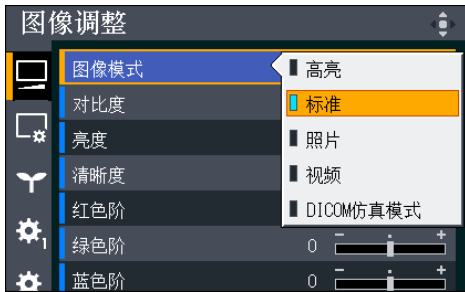 图像调整
图像模式
高亮
对比度
标准
亮度
照片
清晰度
视频
红色阶
DICOM仿真模式
1
绿色阶 0 - +
蓝色阶 0 - +